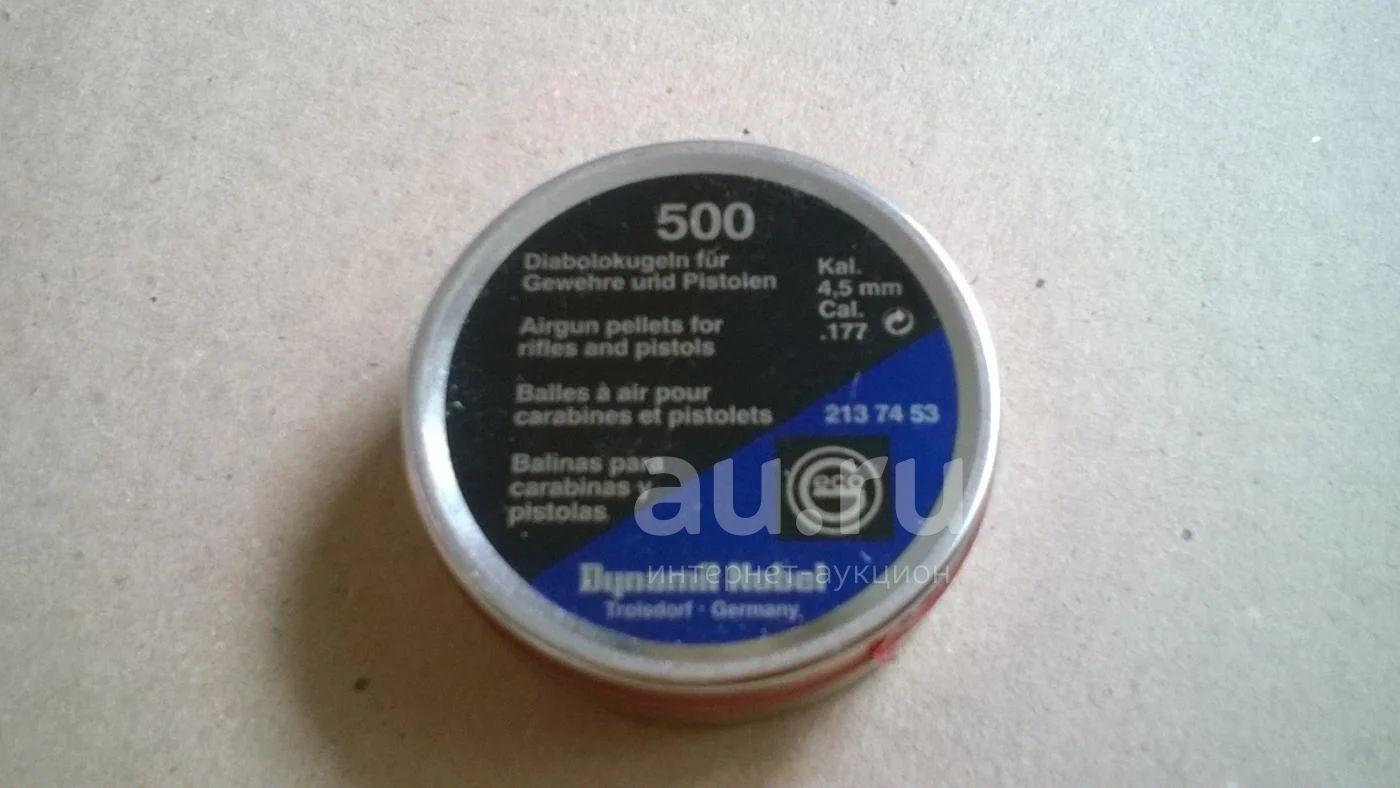 500
Diabolokugeln für
Gewehre und Pistolen
Kal.
4,5 mm
Cal.
.177
Airgun pellets for
rifles and pistols
Balles à air pour
carabines et pistolets
213 74 53
Balinas para
carabinas y
pistolas
eco
au.ru
интернет-аукцион
Dynamit Nobel
Troisdorf · Germany